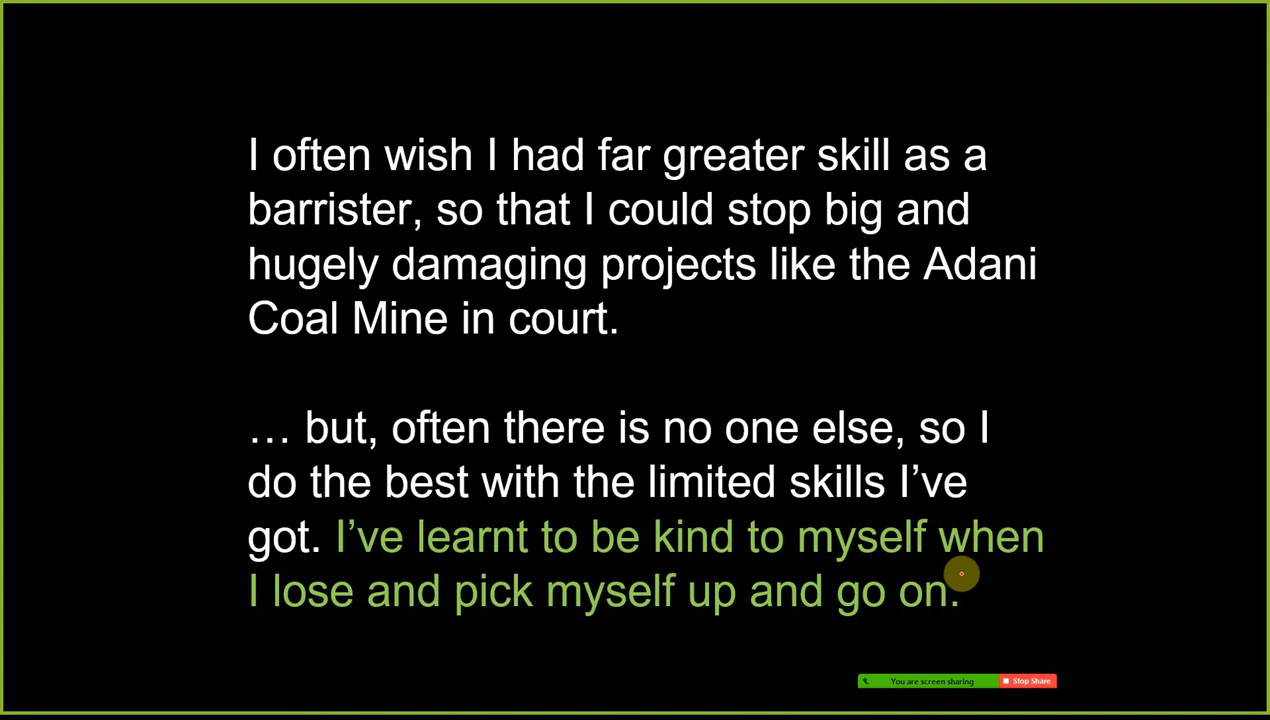 I often wish I had far greater skill as a
barrister, so that I could stop big and
hugely damaging projects like the Adani
Coal Mine in court.
… but, often there is no one else, so I
do the best with the limited skills I’ve
got. I’ve learnt to be kind to myself when
I lose and pick myself up and go on.
You are screen sharing Stop Share